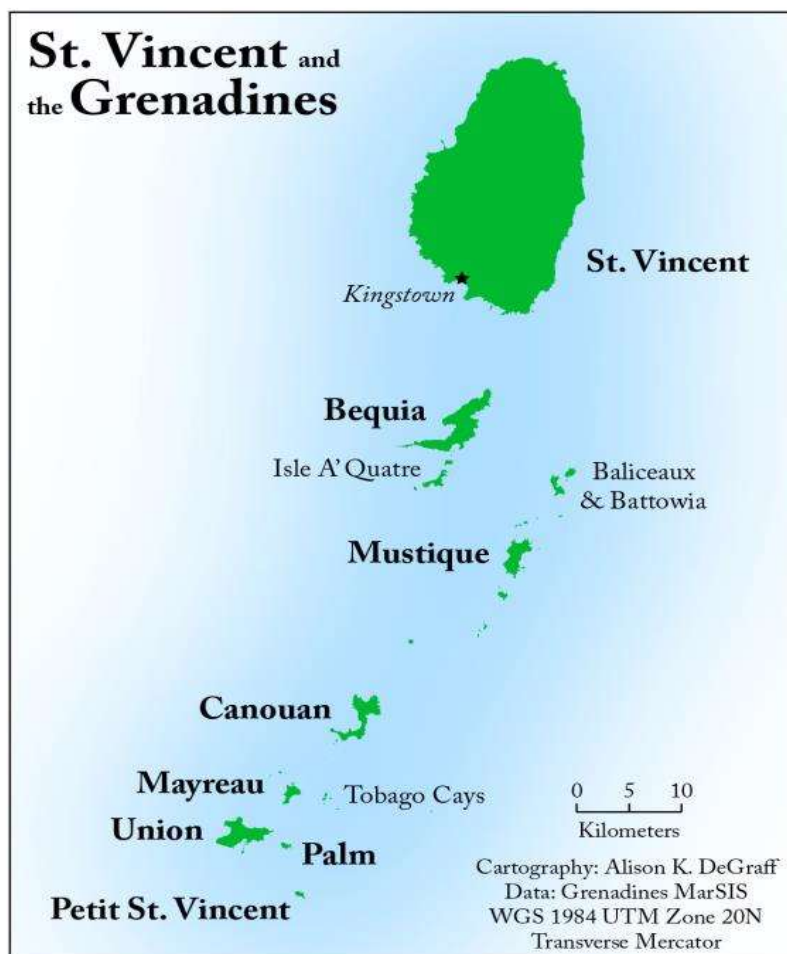 St. Vincent and
the Grenadines
St. Vincent
Kingstown
Bequia
Isle A' Quatre
Baliceaux
& Battowia
Mustique
Canouan
Mayreau
Tobago Cays
Union
Palm
Petit St. Vincent
0 5 10
Kilometers
Cartography: Alison K. DeGraff
Data: Grenadines MarSIS
WGS 1984 UTM Zone 20N
Transverse Mercator